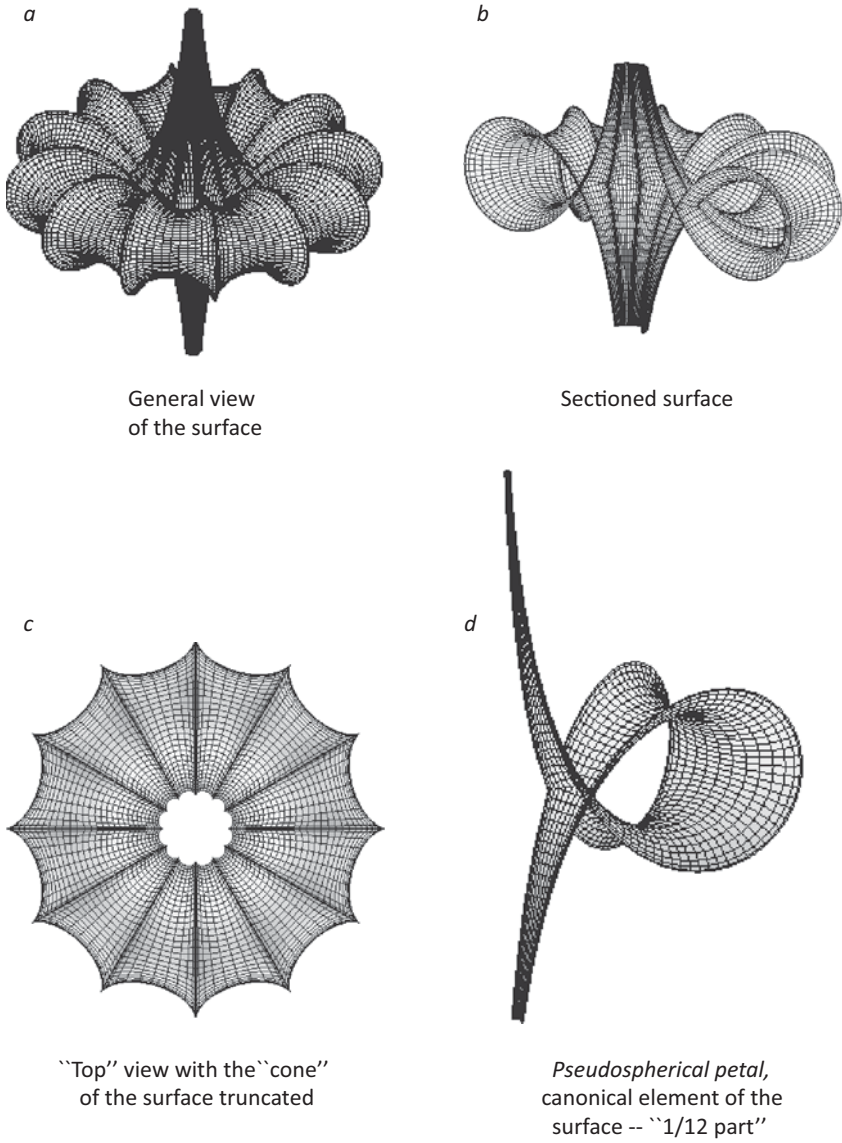 a
b
General view
of the surface
Sectioned surface
c
d
``Top'' view with the``cone''
of the surface truncated
Pseudospherical petal,
canonical element of the
surface -- ``1/12 part''